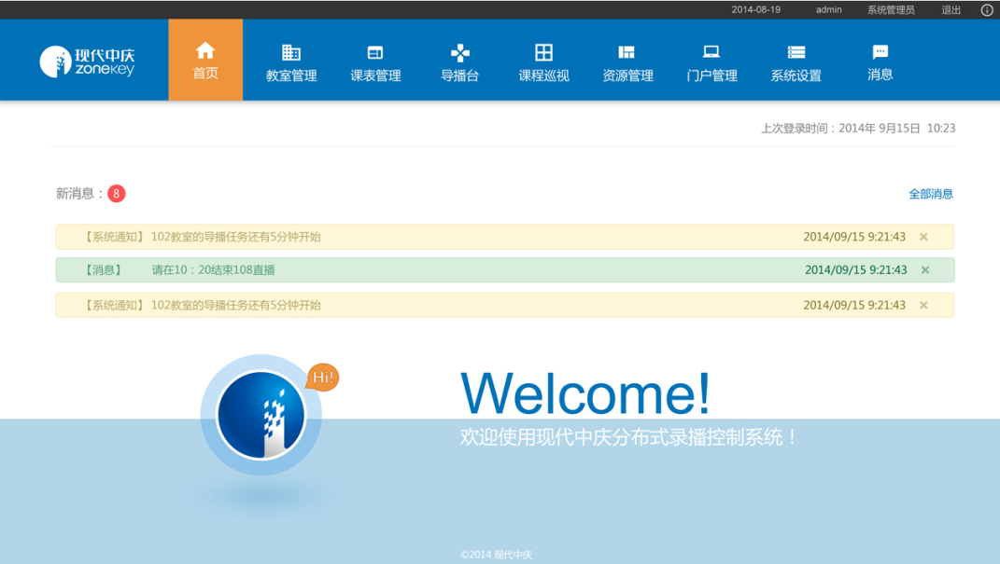 2014-08-19 admin 系统管理员 退出
现代中庆
zonekey
首页 教室管理 课表管理 导播台 课程巡视 资源管理 门户管理 系统设置 消息
上次登录时间：2014年 9月15日 10:23
新消息： 8 全部消息
【系统通知】 102教室的导播任务还有5分钟开始 2014/09/15 9:21:43 ×
【消息】 请在10：20结束108直播 2014/09/15 9:21:43 ×
【系统通知】 102教室的导播任务还有5分钟开始 2014/09/15 9:21:43 ×
Hi!
Welcome!
欢迎使用现代中庆分布式录播控制系统！
©2014 现代中庆